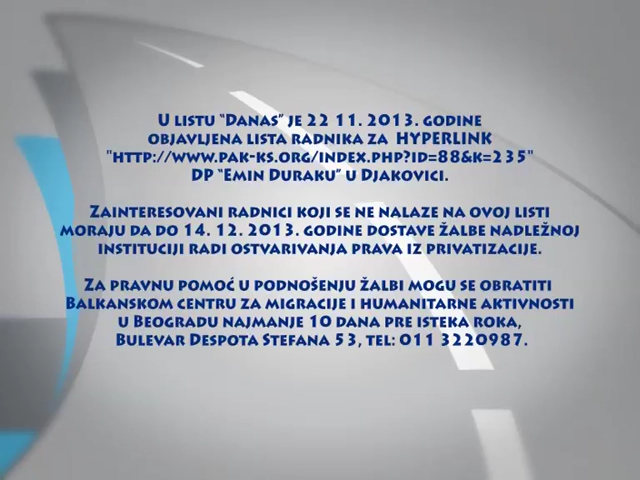 U LISTU "DANAS" JE 22 11. 2013. GODINE
OBJAVLJENA LISTA RADNIKA ZA HYPERLINK
"HTTP://WWW.PAK-KS.ORG/INDEX.PHP?ID=88&K=235"
DP "EMIN DURAKU" U DJAKOVICI.
ZAINTERESOVANI RADNICI KOJI SE NE NALAZE NA OVOJ LISTI
MORAJU DA DO 14. 12. 2013. GODINE DOSTAVE ŽALBE NADLEŽNOJ
INSTITUCIJI RADI OSTVARIVANJA PRAVA IZ PRIVATIZACIJE.
ZA PRAVNU POMOĆ U PODNOŠENJU ŽALBI MOGU SE OBRATITI
BALKANSKOM CENTRU ZA MIGRACIJE I HUMANITARNE AKTIVNOSTI
U BEOGRADU NAJMANJE 10 DANA PRE ISTEKA ROKA,
BULEVAR DESPOTA STEFANA 53, TEL: 011 3220987.